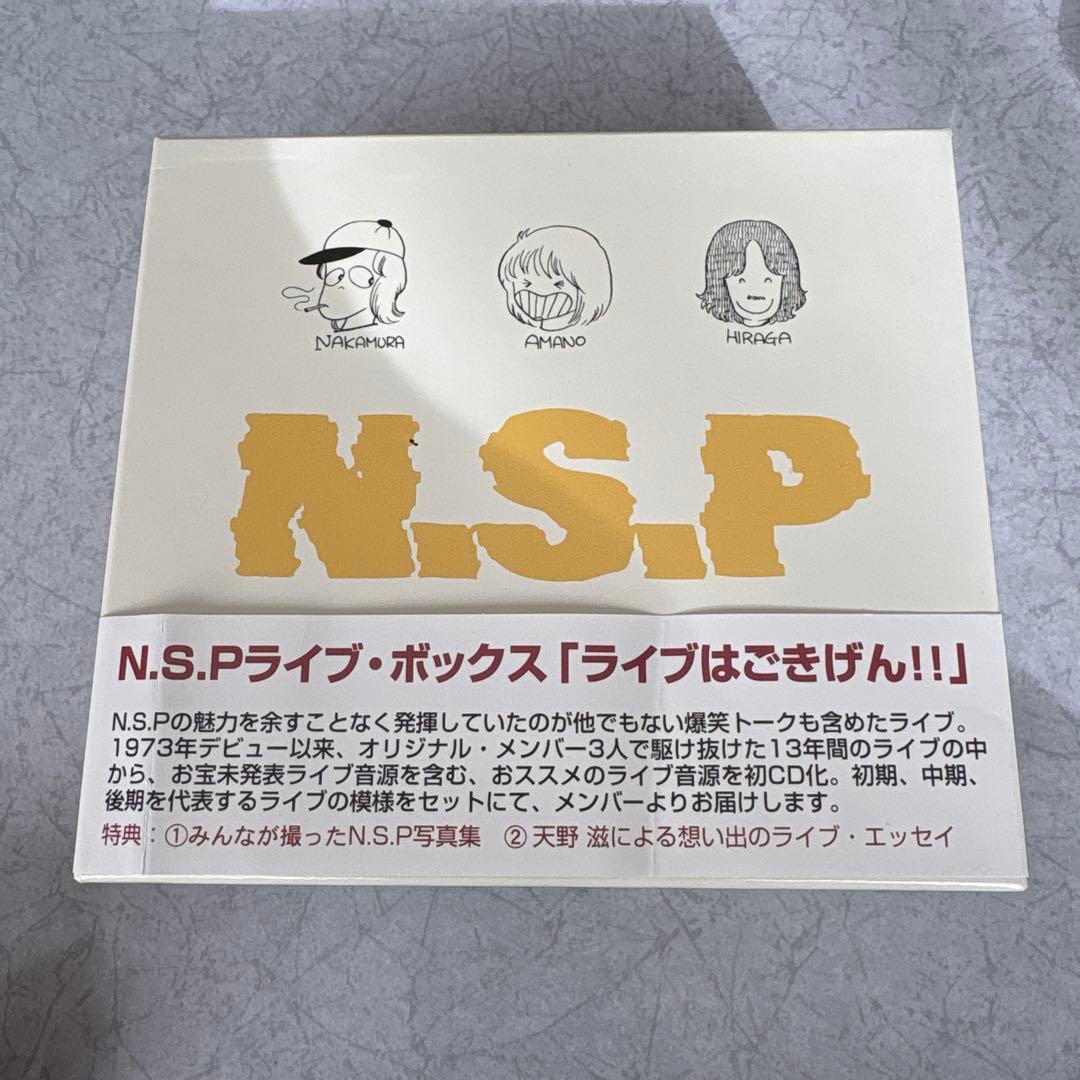 NAKAMURA AMANO HIRAGA
N.S.P
N.S.Pライブ・ボックス「ライブはごきげん!!」
N.S.Pの魅力を余すことなく発揮していたのが他でもない爆笑トークも含めたライブ。
1973年デビュー以来、オリジナル・メンバー3人で駆け抜けた13年間のライブの中
から、お宝未発表ライブ音源を含む、おススメのライブ音源を初CD化。初期、中期、
後期を代表するライブの模様をセットにて、メンバーよりお届けします。
特典：①みんなが撮ったN.S.P写真集 ②天野 滋による想い出のライブ・エッセイ